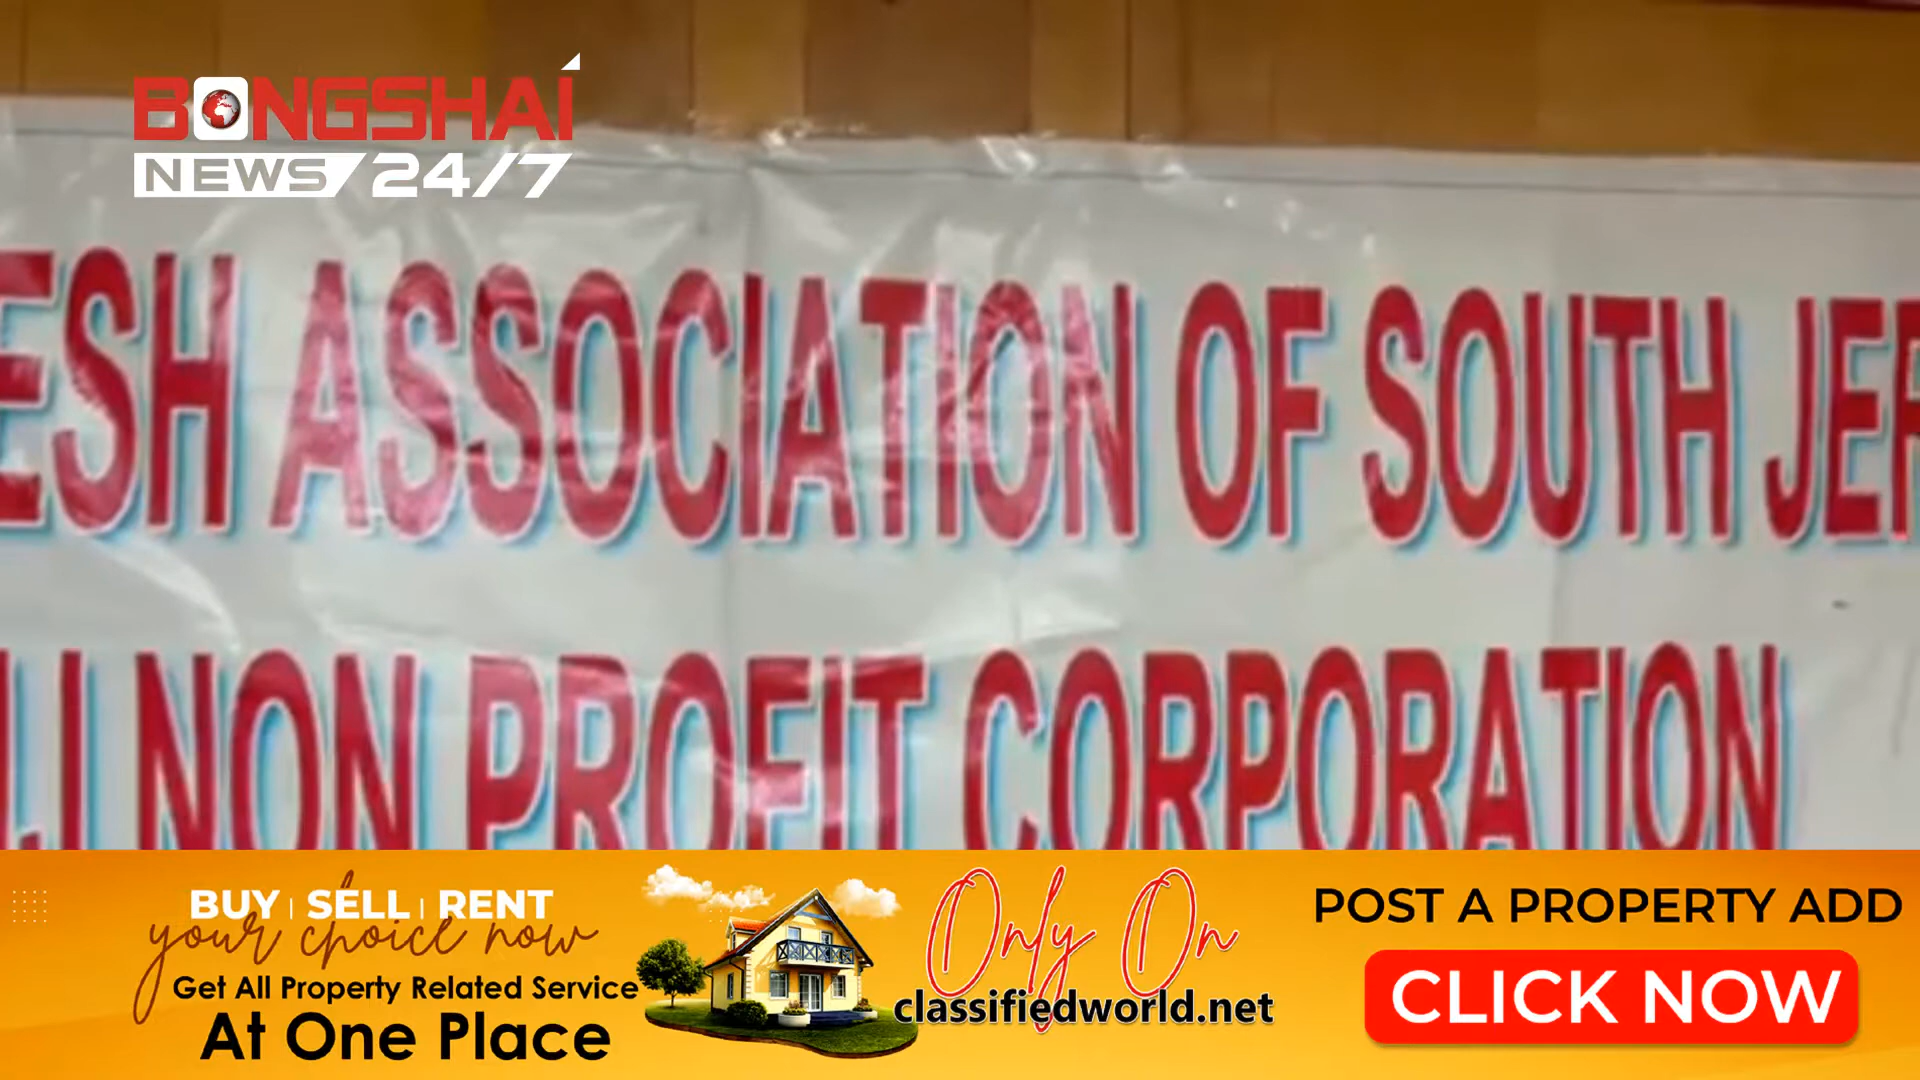 BONGSHAI
NEWS 24/7
ESH ASSOCIATION OF SOUTH JER
NON PROFIT CORPORATION
BUY | SELL | RENT
your choice now
Get All Property Related Service
At One Place
Only On
classifiedworld.net
POST A PROPERTY ADD
CLICK NOW